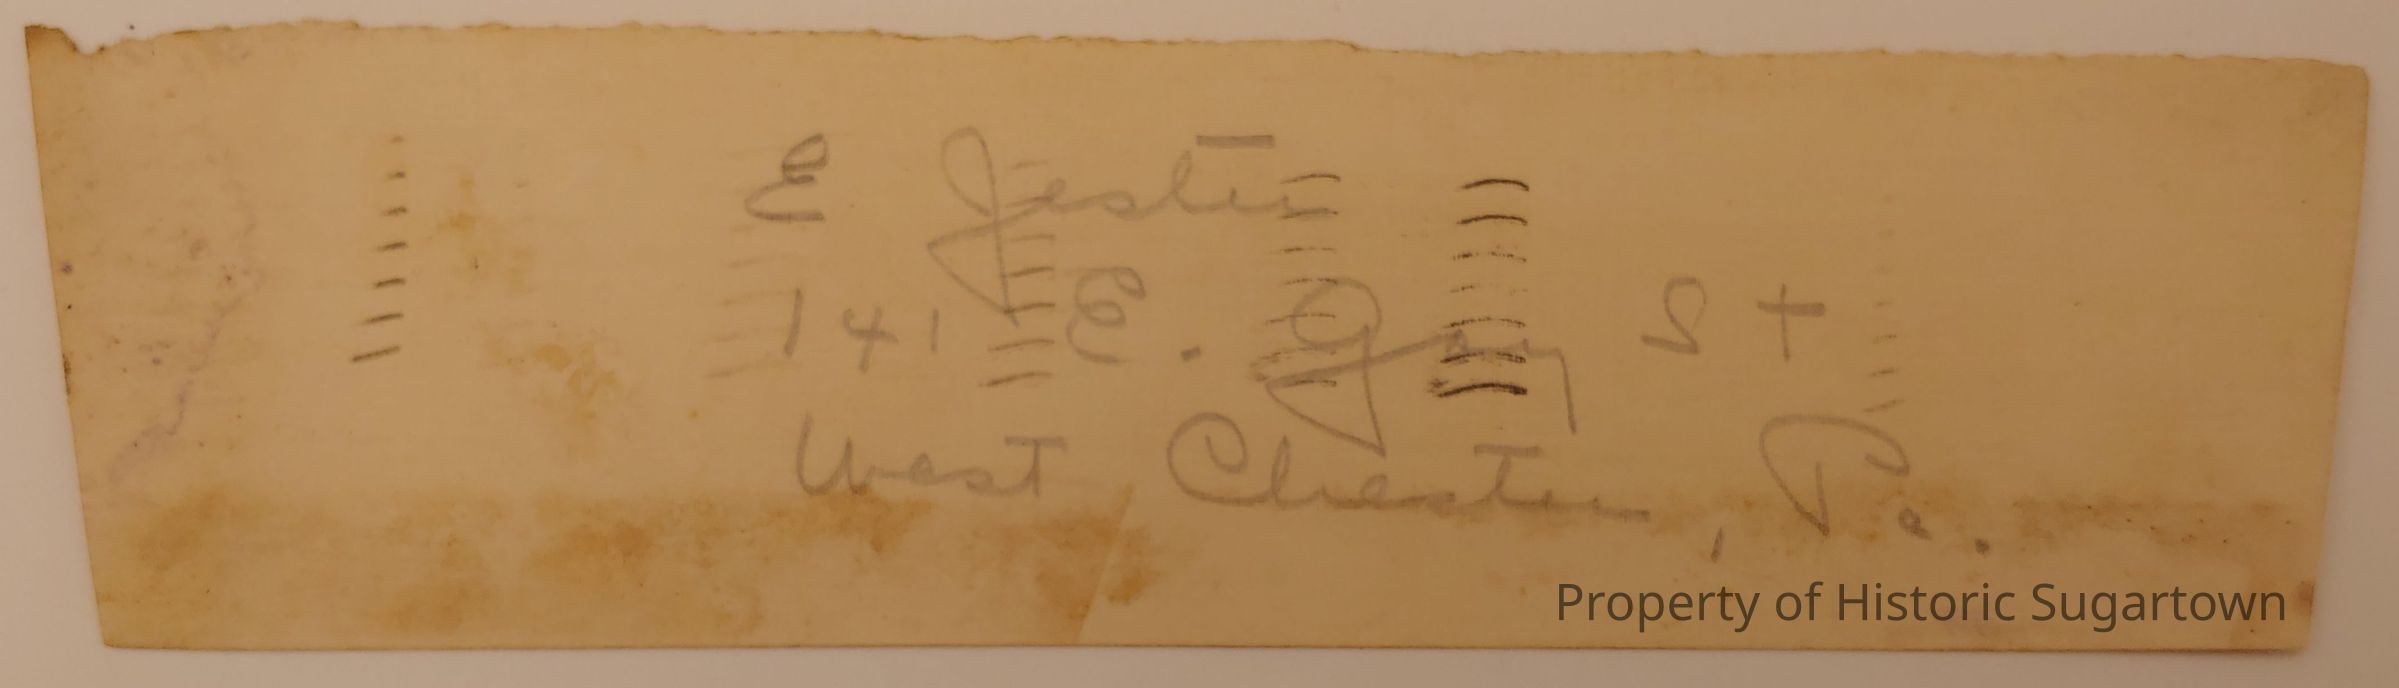 E Jester
141 E. Gay St
West Chester, Pa.
Property of Historic Sugartown